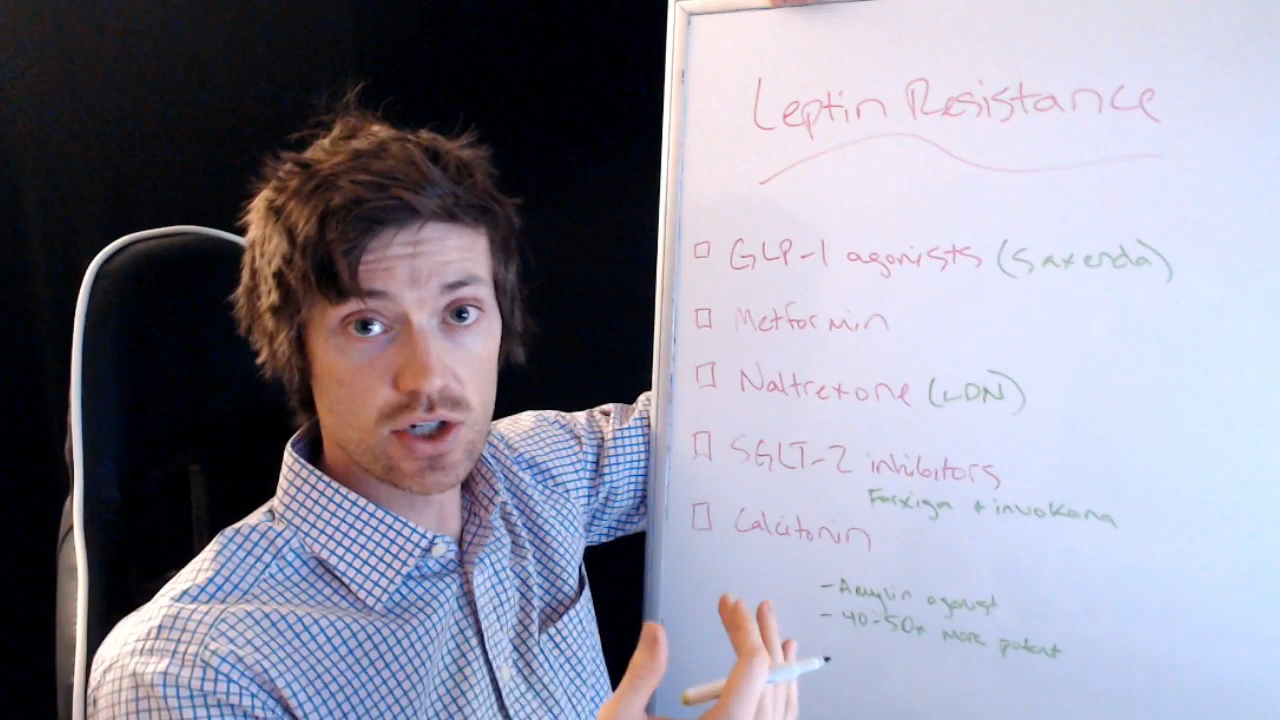 Leptin Resistance
GLP-1 agonists (Saxenda)
Metformin
Naltrexone (LDN)
SGLT-2 inhibitors
Farxiga + invokana
Calcitonin
- Amylin agonist
- 40-50x more potent